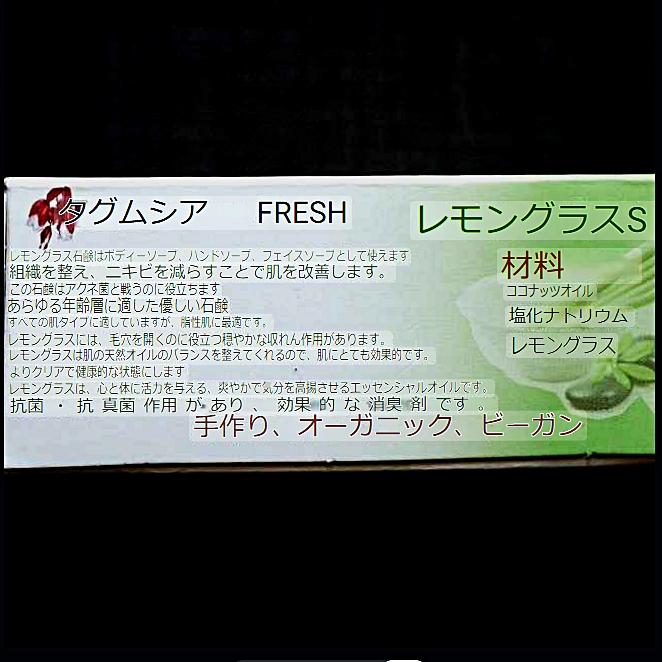 タグムシア FRESH
レモングラスS
レモングラス石鹸はボディーソープ、ハンドソープ、フェイスソープとして使えます
組織を整え、ニキビを減らすことで肌を改善します。
この石鹸はアクネ菌と戦うのに役立ちます
あらゆる年齢層に適した優しい石鹸
すべての肌タイプに適していますが、脂性肌に最適です。
レモングラスには、毛穴を開くのに役立つ穏やかな収れん作用があります。
レモングラスは肌の天然オイルのバランスを整えてくれるので、肌にとても効果的です。
よりクリアで健康的な状態にします
レモングラスは、心と体に活力を与える、爽やかで気分を高揚させるエッセンシャルオイルです。
抗菌・抗真菌作用があり、効果的な消臭剤です。
手作り、オーガニック、ビーガン
材料
ココナッツオイル
塩化ナトリウム
レモングラス